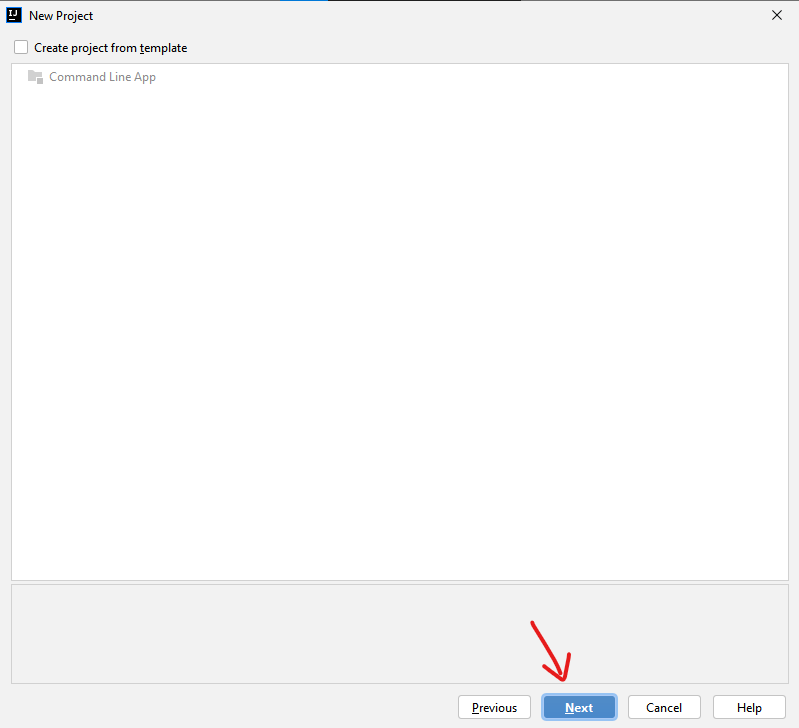 IJ
New Project
Create project from template
Command Line App
Previous
Next
Cancel
Help